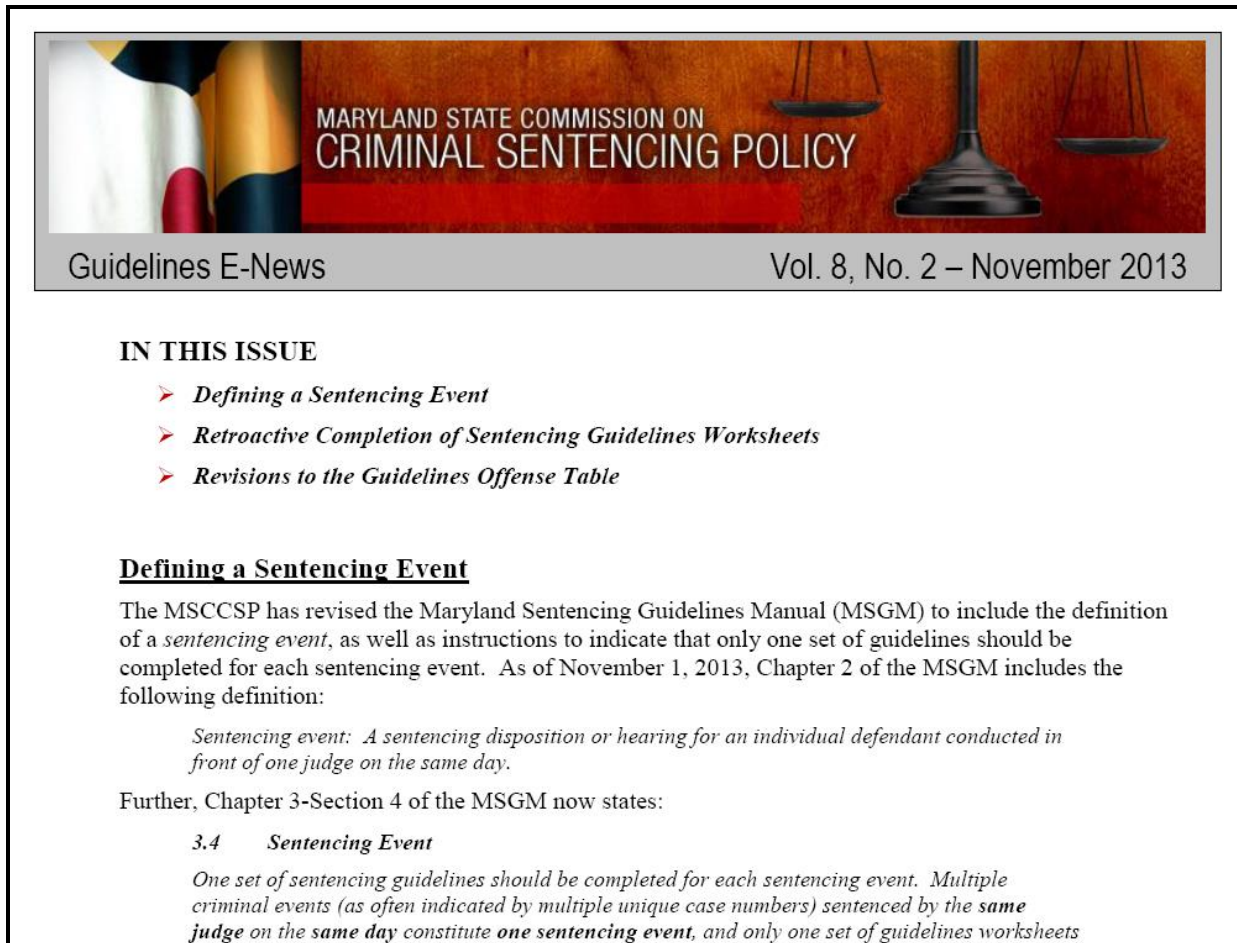 MARYLAND STATE COMMISSION ON
CRIMINAL SENTENCING POLICY
Guidelines E-News Vol. 8, No. 2 – November 2013
IN THIS ISSUE
➢ Defining a Sentencing Event
➢ Retroactive Completion of Sentencing Guidelines Worksheets
➢ Revisions to the Guidelines Offense Table
Defining a Sentencing Event
The MSCCSP has revised the Maryland Sentencing Guidelines Manual (MSGM) to include the definition
of a sentencing event, as well as instructions to indicate that only one set of guidelines should be
completed for each sentencing event. As of November 1, 2013, Chapter 2 of the MSGM includes the
following definition:
Sentencing event: A sentencing disposition or hearing for an individual defendant conducted in
front of one judge on the same day.
Further, Chapter 3-Section 4 of the MSGM now states:
3.4 Sentencing Event
One set of sentencing guidelines should be completed for each sentencing event. Multiple
criminal events (as often indicated by multiple unique case numbers) sentenced by the same
judge on the same day constitute one sentencing event, and only one set of guidelines worksheets